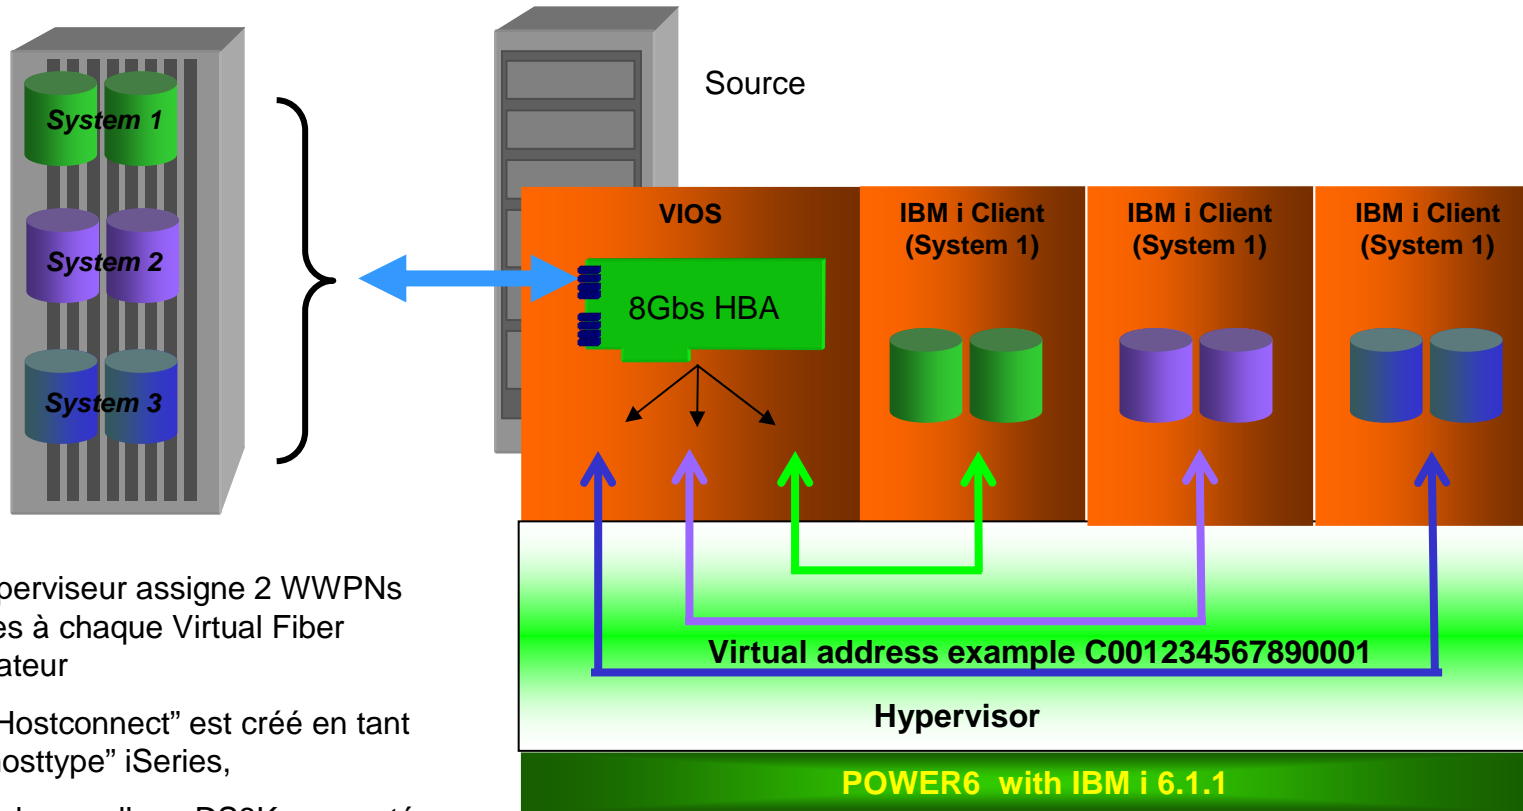 Source
System 1
System 2
System 3
VIOS
8Gbs HBA
IBM i Client
(System 1)
IBM i Client
(System 1)
IBM i Client
(System 1)
Virtual address example C001234567890001
Hypervisor
POWER6 with IBM i 6.1.1
perviseur assigne 2 WWPNs
es à chaque Virtual Fiber
ateur
Hostconnect” est créé en tant
hosttype” iSeries,